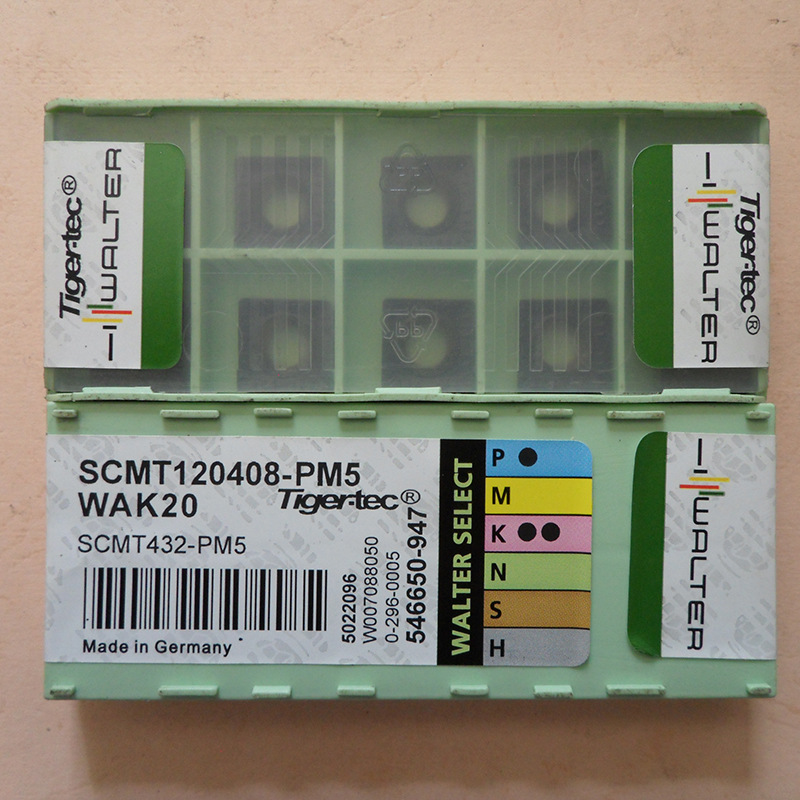 Tiger·tec®
WALTER
Tiger·tec®
WALTER
SCMT120408-PM5
WAK20
Tiger·tec®
SCMT432-PM5
Made in Germany
5022096
W007088050
0-296-0005
546650-947
WALTER SELECT
P
M
K
N
S
H
WALTER